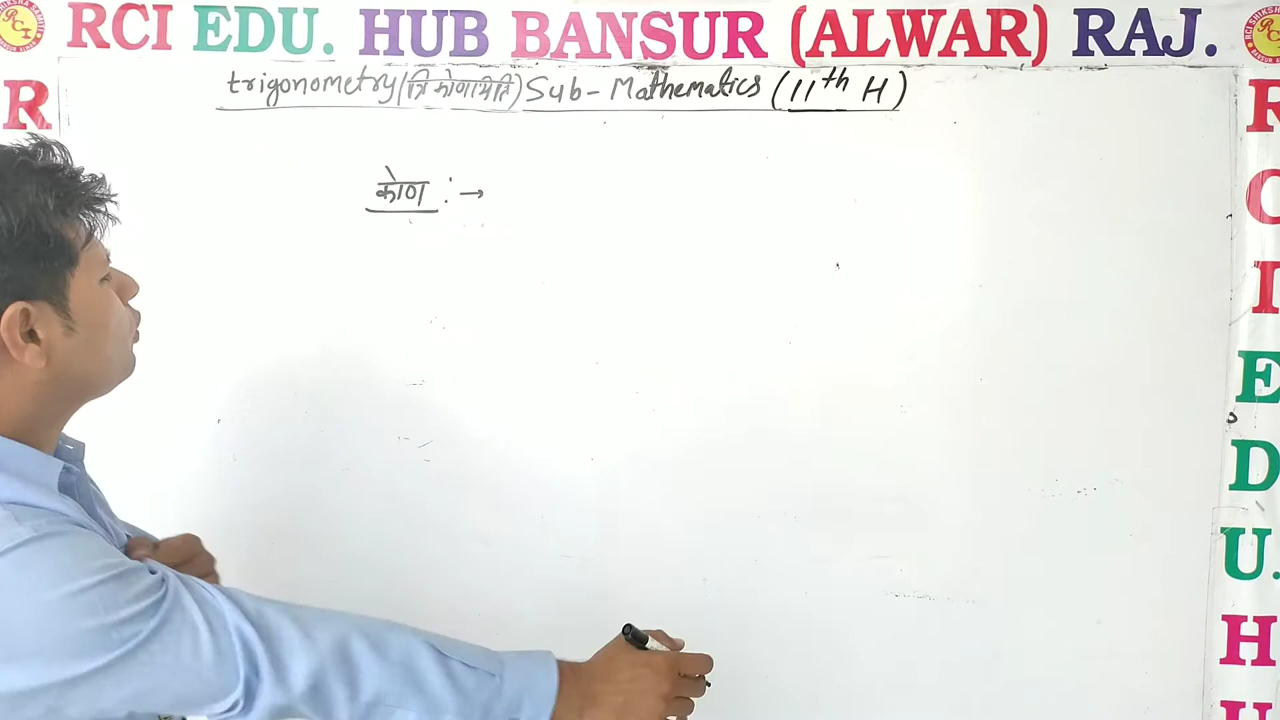 RCI EDU. HUB BANSUR (ALWAR) RAJ.
trigonometry (त्रिकोणमिति) Sub - Mathematics (11th H)
कोण :→
R
R
C
I
E
D
U.
H
U